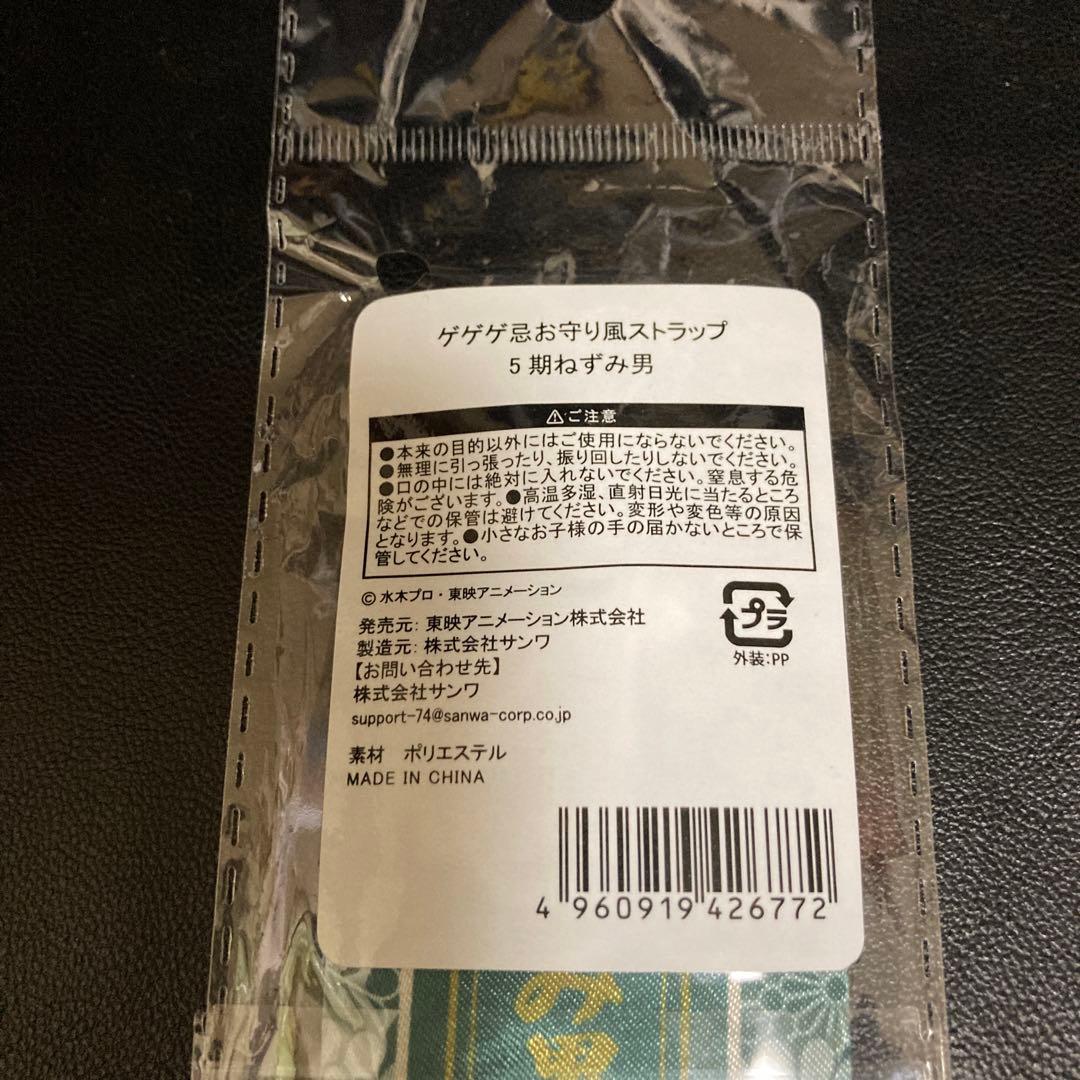 ゲゲゲ忌お守り風ストラップ
5期ねずみ男
⚠ご注意
●本来の目的以外にはご使用にならないでください。
●無理に引っ張ったり、振り回したりしないでください。
●口の中には絶対に入れないでください。窒息する危
険がございます。●高温多湿、直射日光に当たるところ
などでの保管は避けてください。変形や変色等の原因
となります。●小さなお子様の手の届かないところで保
管してください。
© 水木プロ・東映アニメーション
発売元: 東映アニメーション株式会社
製造元: 株式会社サンワ
【お問い合わせ先】
株式会社サンワ
support-74@sanwa-corp.co.jp
プラ
外装:PP
素材 ポリエステル
MADE IN CHINA
4 960919 426772